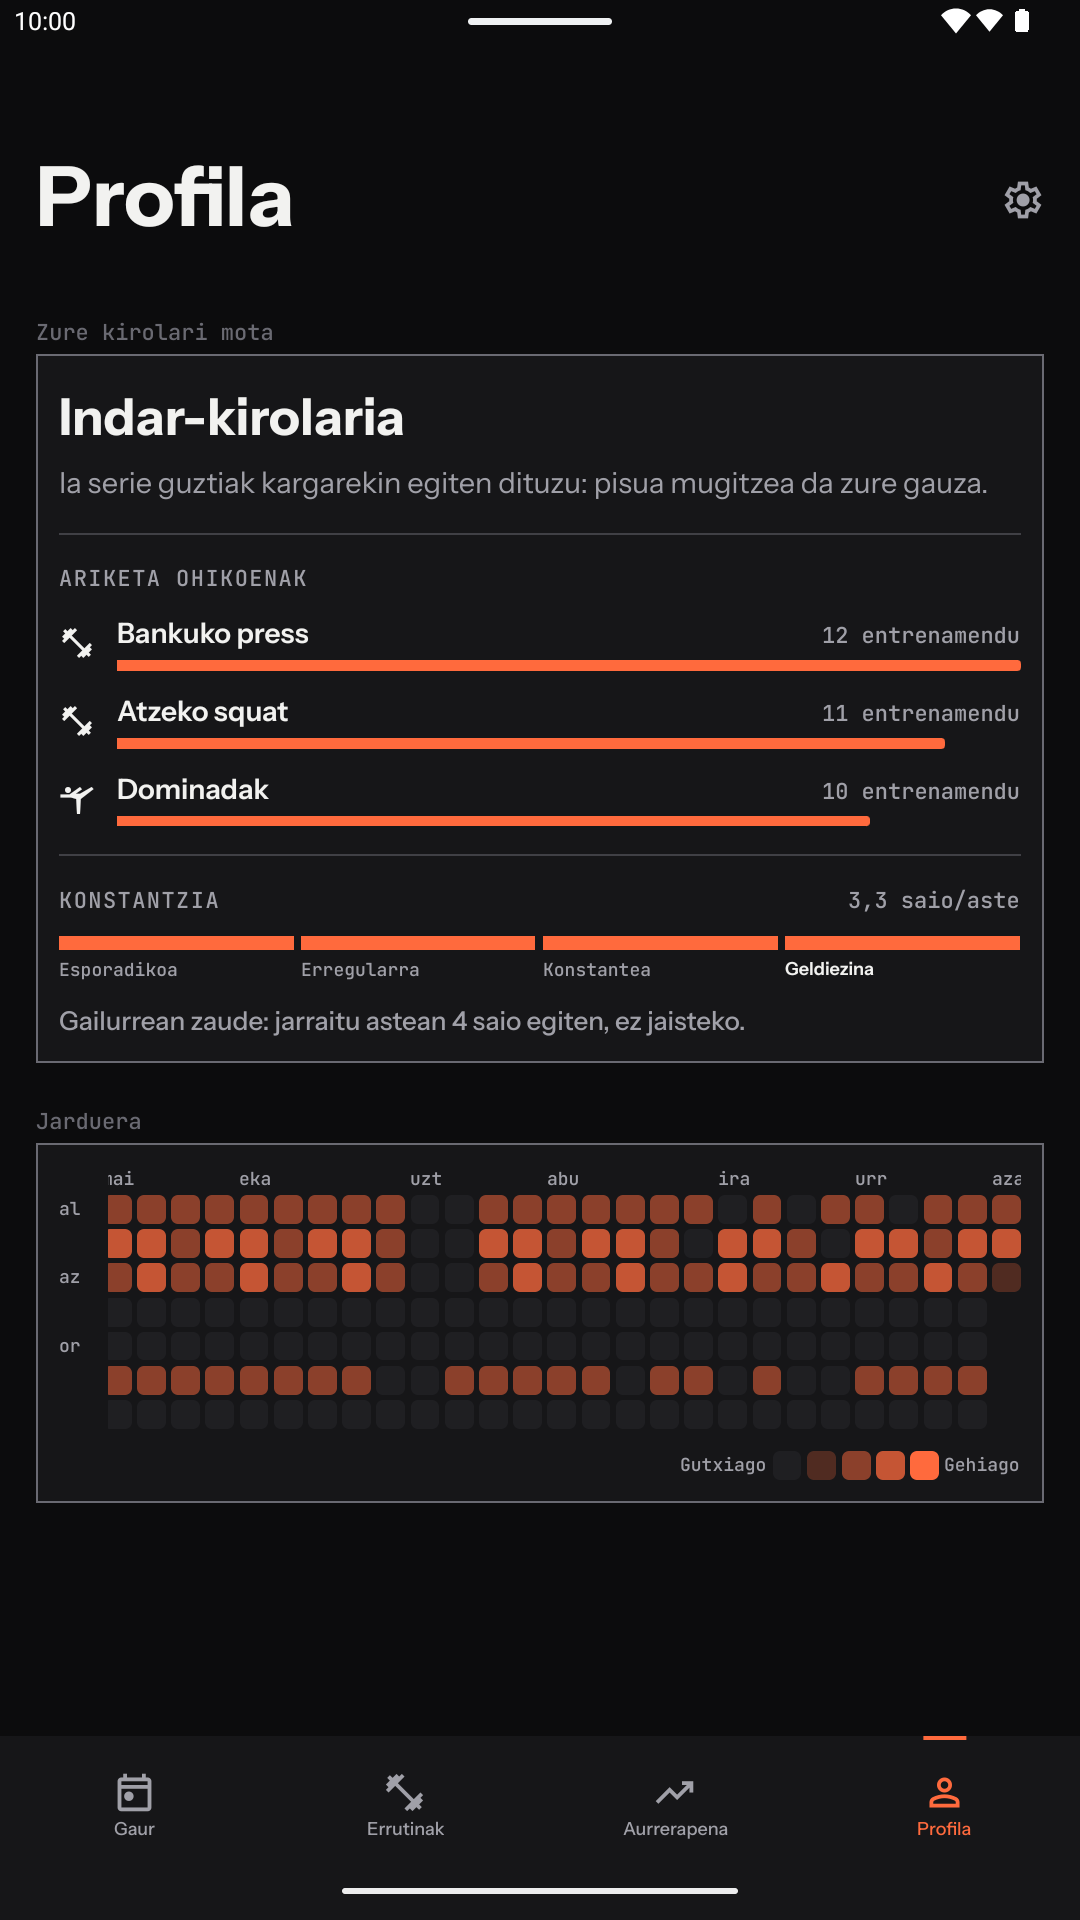 10:00
Profila
Zure kirolari mota
Indar-kirolaria
Ia serie guztiak kargarekin egiten dituzu: pisua mugitzea da zure gauza.
ARIKETA OHIKOENAK
Bankuko press 12 entrenamendu
Atzeko squat 11 entrenamendu
Dominadak 10 entrenamendu
KONSTANTZIA 3,3 saio/aste
Esporadikoa Erregularra Konstantea Geldiezina
Gailurrean zaude: jarraitu astean 4 saio egiten, ez jaisteko.
Jarduera
eka uzt abu ira urr
al
az
or
Gutxiago Gehiago
Gaur Errutinak Aurrerapena Profila